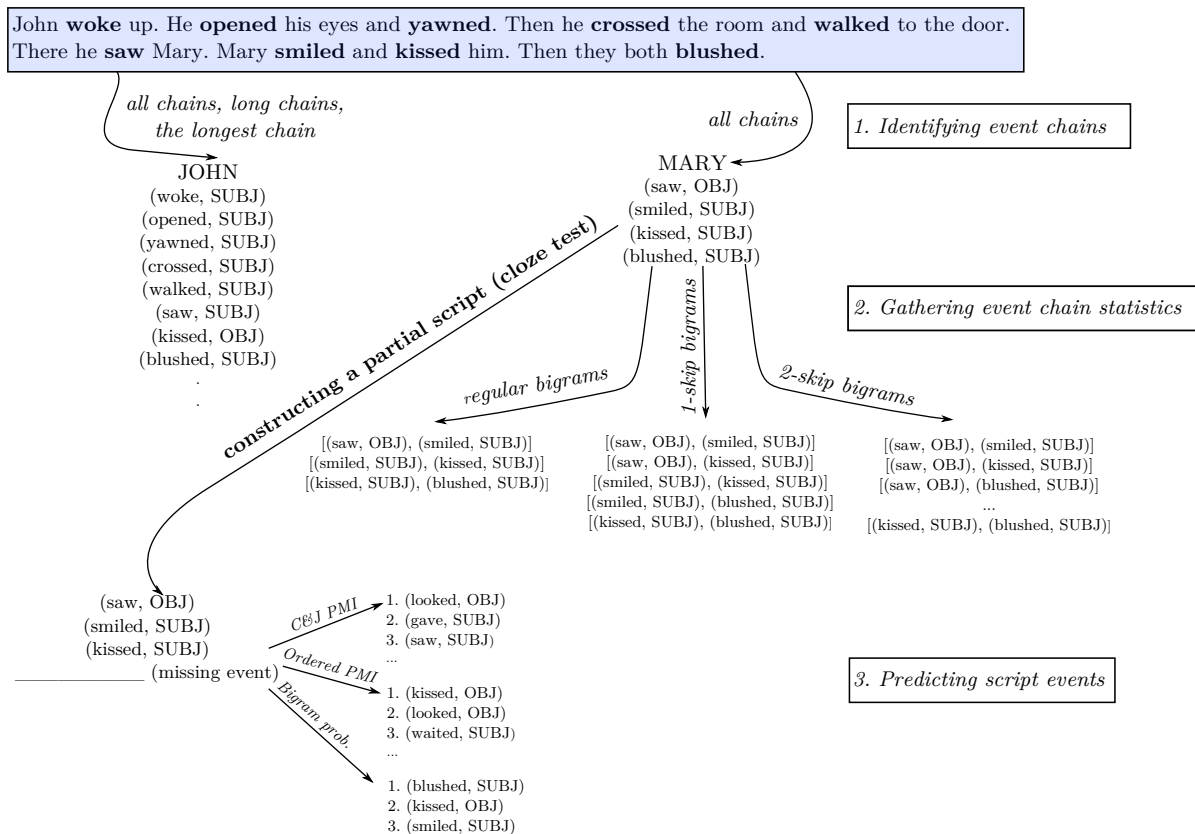 John woke up. He opened his eyes and yawned. Then he crossed the room and walked to the door.
There he saw Mary. Mary smiled and kissed him. Then they both blushed.
all chains, long chains,
the longest chain
all chains
1. Identifying event chains
JOHN
(woke, SUBJ)
(opened, SUBJ)
(yawned, SUBJ)
(crossed, SUBJ)
(walked, SUBJ)
(saw, SUBJ)
(kissed, OBJ)
(blushed, SUBJ)
.
.
MARY
(saw, OBJ)
(smiled, SUBJ)
(kissed, SUBJ)
(blushed, SUBJ)
constructing a partial script (cloze test)
2. Gathering event chain statistics
regular bigrams
1-skip bigrams
2-skip bigrams
[(saw, OBJ), (smiled, SUBJ)]
[(smiled, SUBJ), (kissed, SUBJ)]
[(kissed, SUBJ), (blushed, SUBJ)]
[(saw, OBJ), (smiled, SUBJ)]
[(saw, OBJ), (kissed, SUBJ)]
[(smiled, SUBJ), (kissed, SUBJ)]
[(smiled, SUBJ), (blushed, SUBJ)]
[(kissed, SUBJ), (blushed, SUBJ)]
[(saw, OBJ), (smiled, SUBJ)]
[(saw, OBJ), (kissed, SUBJ)]
[(saw, OBJ), (blushed, SUBJ)]
...
[(kissed, SUBJ), (blushed, SUBJ)]
(saw, OBJ)
(smiled, SUBJ)
(kissed, SUBJ)
____________ (missing event)
C&J PMI
Ordered PMI
Bigram prob.
1. (looked, OBJ)
2. (gave, SUBJ)
3. (saw, SUBJ)
...
1. (kissed, OBJ)
2. (looked, OBJ)
3. (waited, SUBJ)
...
1. (blushed, SUBJ)
2. (kissed, OBJ)
3. (smiled, SUBJ)
3. Predicting script events